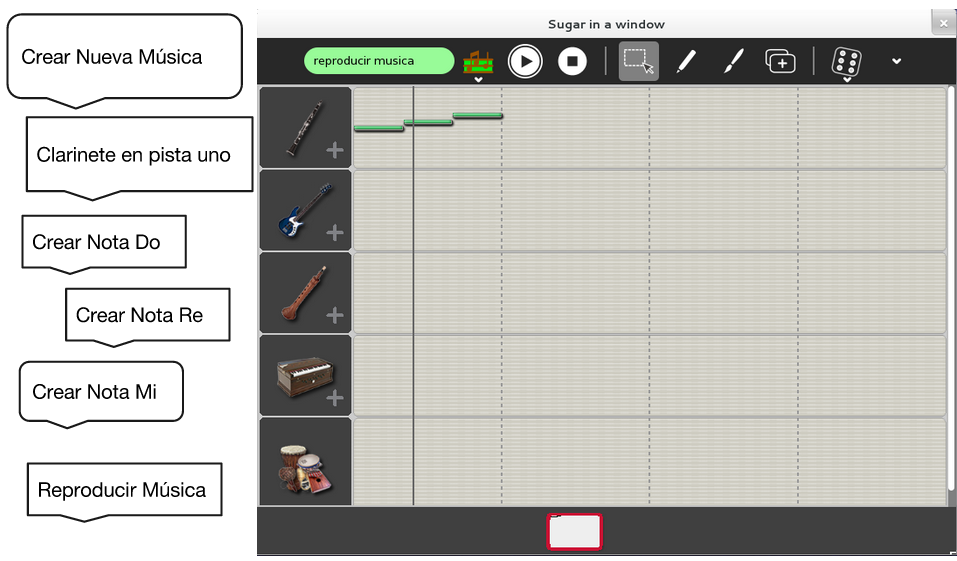 Crear Nueva Música
Clarinete en pista uno
Crear Nota Do
Crear Nota Re
Crear Nota Mi
Reproducir Música
Sugar in a window
reproducir musica